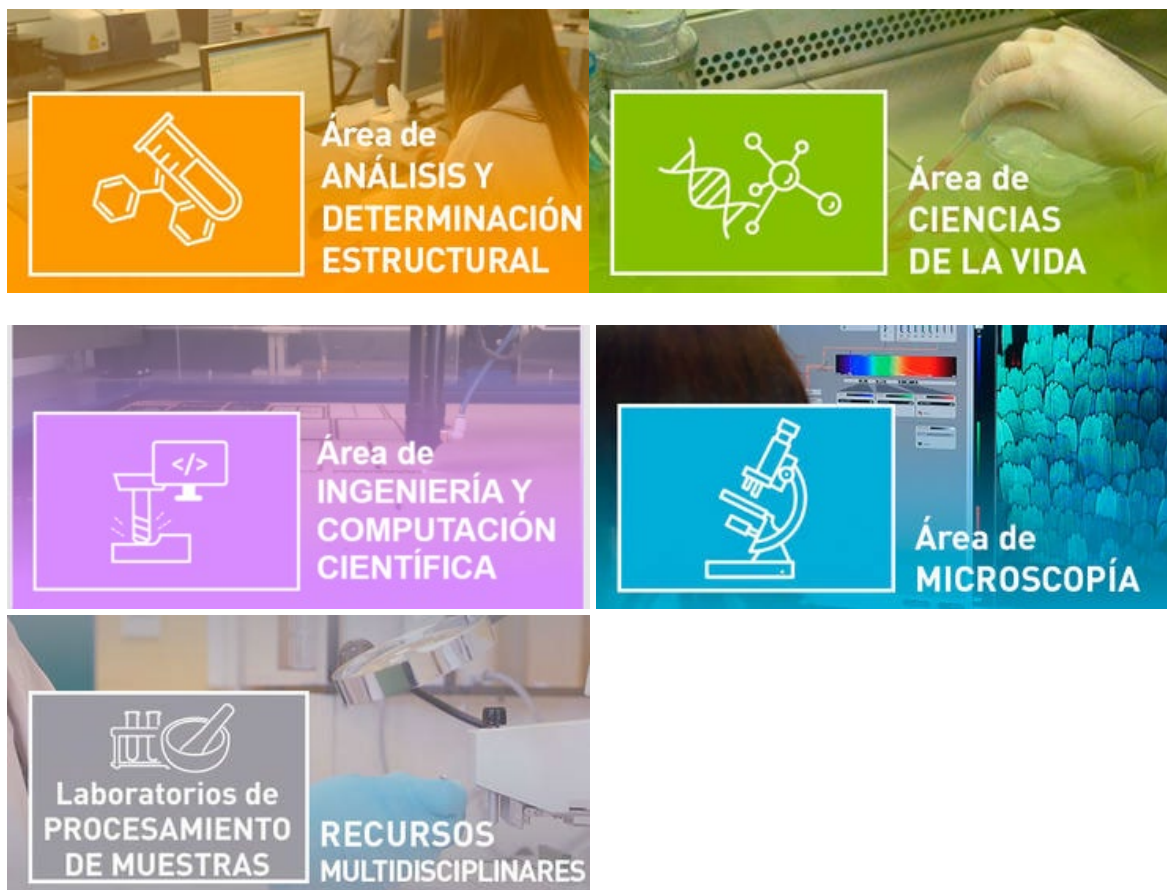 Área de
ANÁLISIS Y
DETERMINACIÓN
ESTRUCTURAL
Área de
CIENCIAS
DE LA VIDA
</>
Área de
INGENIERÍA Y
COMPUTACIÓN
CIENTÍFICA
Área de
MICROSCOPÍA
Laboratorios de
PROCESAMIENTO
DE MUESTRAS
RECURSOS
MULTIDISCIPLINARES